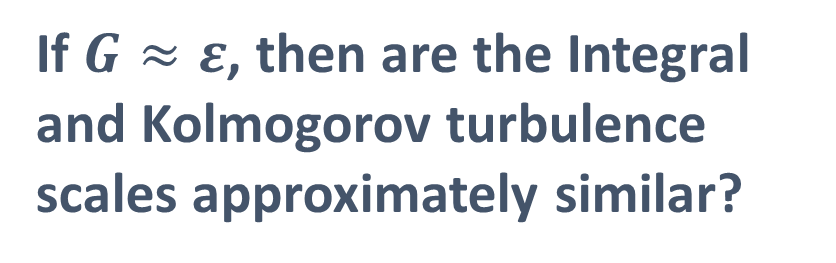 If G ≈ ε, then are the Integral
and Kolmogorov turbulence
scales approximately similar?